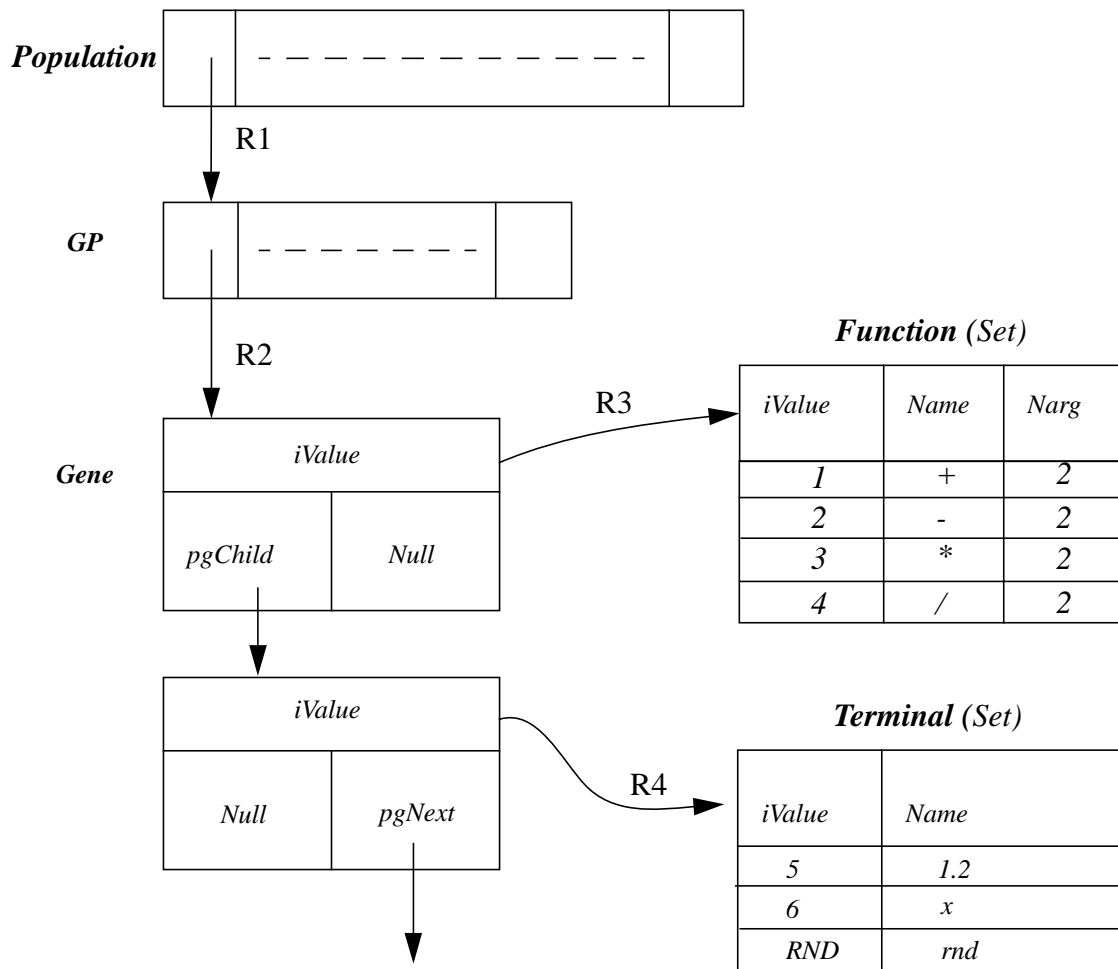 Population
R1
GP
R2
Gene
iValue
pgChild Null
iValue
Null pgNext
R3
Function (Set)
iValue Name Narg
1 + 2
2 - 2
3 * 2
4 / 2
R4
Terminal (Set)
iValue Name
5 1.2
6 x
RND rnd